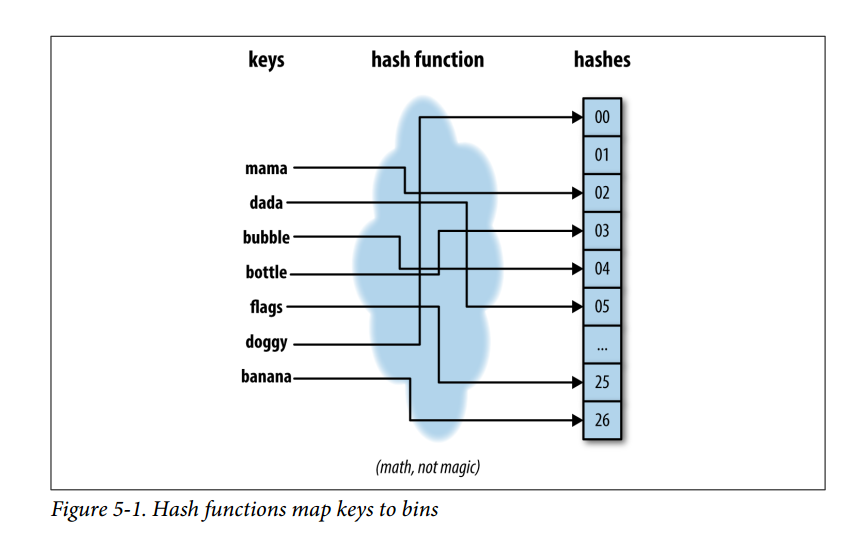 keys hash function hashes
00
01
mama
02
dada
03
bubble
04
bottle
05
flags
...
doggy
25
banana
26
(math, not magic)
Figure 5-1. Hash functions map keys to bins